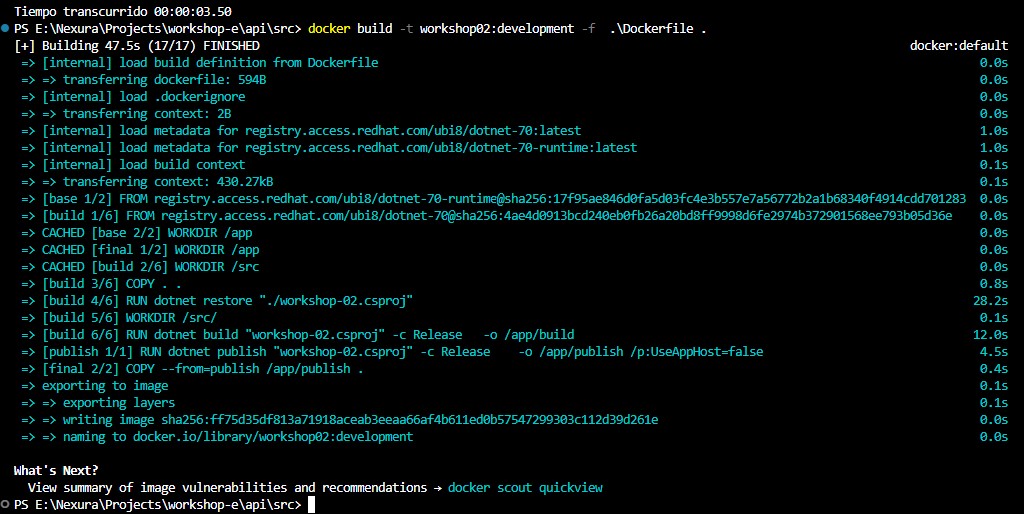 Tiempo transcurrido 00:00:03.50
PS E:\Nexura\Projects\workshop-e\api\src> docker build -t workshop02:development -f  .\Dockerfile .
[+] Building 47.5s (17/17) FINISHED docker:default
=> [internal] load build definition from Dockerfile 0.0s
=> => transferring dockerfile: 594B 0.0s
=> [internal] load .dockerignore 0.0s
=> => transferring context: 2B 0.0s
=> [internal] load metadata for registry.access.redhat.com/ubi8/dotnet-70:latest 1.0s
=> [internal] load metadata for registry.access.redhat.com/ubi8/dotnet-70-runtime:latest 1.0s
=> [internal] load build context 0.1s
=> => transferring context: 430.27kB 0.1s
=> [base 1/2] FROM registry.access.redhat.com/ubi8/dotnet-70-runtime@sha256:17f95ae846d0fa5d03fc4c3e3b557e7a56772b2a1b68340f4914cdd701283 0.0s
=> [build 1/6] FROM registry.access.redhat.com/ubi8/dotnet-70@sha256:4ae4d0913bcd240eb0fb26a20bd8ff9998d6fe2974b372901568ee793b05d36e 0.0s
=> CACHED [base 2/2] WORKDIR /app 0.0s
=> CACHED [final 1/2] WORKDIR /app 0.0s
=> CACHED [build 2/6] WORKDIR /src 0.0s
=> [build 3/6] COPY . . 0.8s
=> [build 4/6] RUN dotnet restore "./workshop-02.csproj" 28.2s
=> [build 5/6] WORKDIR /src/ 0.1s
=> [build 6/6] RUN dotnet build "workshop-02.csproj" -c Release   -o /app/build 12.0s
=> [publish 1/1] RUN dotnet publish "workshop-02.csproj" -c Release    -o /app/publish /p:UseAppHost=false 4.5s
=> [final 2/2] COPY --from=publish /app/publish . 0.4s
=> exporting to image 0.1s
=> => exporting layers 0.1s
=> => writing image sha256:ff75d35df813a71918aceab3eeaa66af4b611ed0b57547299303c112d39d261e 0.0s
=> => naming to docker.io/library/workshop02:development 0.0s
What's Next?
View summary of image vulnerabilities and recommendations → docker scout quickview
PS E:\Nexura\Projects\workshop-e\api\src>